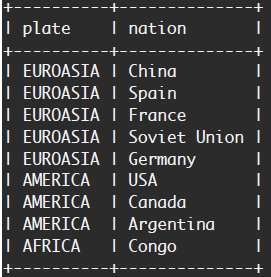 +----------+--------------+
| plate    | nation       |
+----------+--------------+
| EUROASIA | China        |
| EUROASIA | Spain        |
| EUROASIA | France       |
| EUROASIA | Soviet Union |
| EUROASIA | Germany      |
| AMERICA  | USA          |
| AMERICA  | Canada       |
| AMERICA  | Argentina    |
| AFRICA   | Congo        |
+----------+--------------+